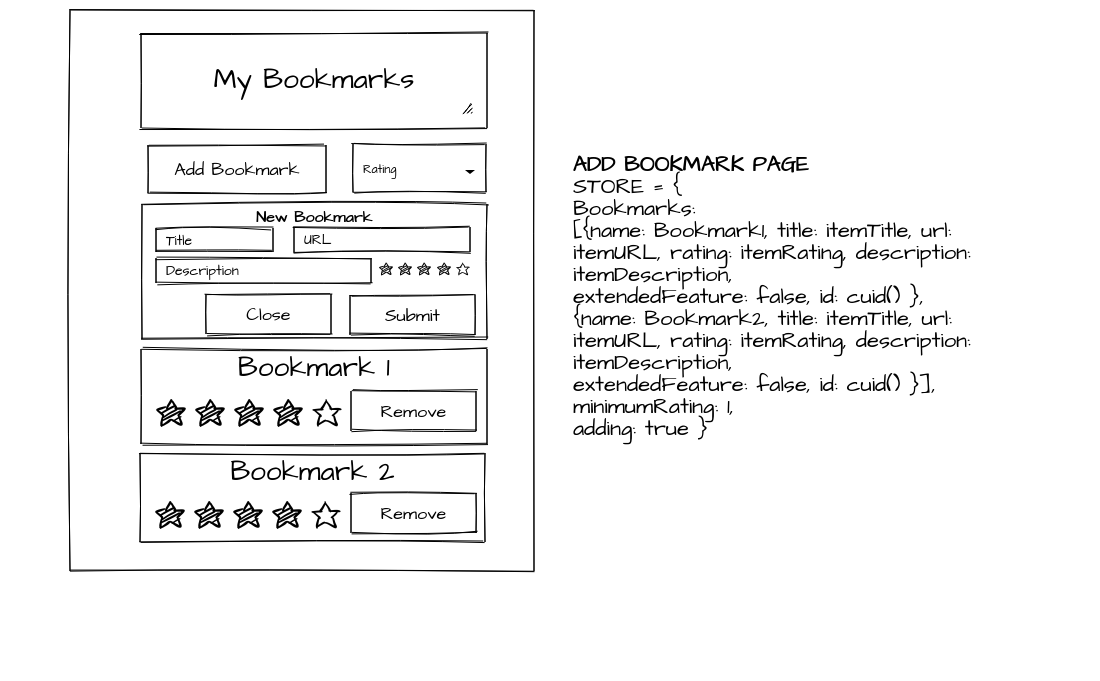 My Bookmarks
Add Bookmark
Rating
New Bookmark
Title
URL
Description
Close
Submit
Bookmark 1
Remove
Bookmark 2
Remove
ADD BOOKMARK PAGE
STORE = {
Bookmarks:
[{name: Bookmark1, title: itemTitle, url:
itemURL, rating: itemRating, description:
itemDescription,
extendedFeature: false, id: cuid() },
{name: Bookmark2, title: itemTitle, url:
itemURL, rating: itemRating, description:
itemDescription,
extendedFeature: false, id: cuid() }],
minimumRating: 1,
adding: true }